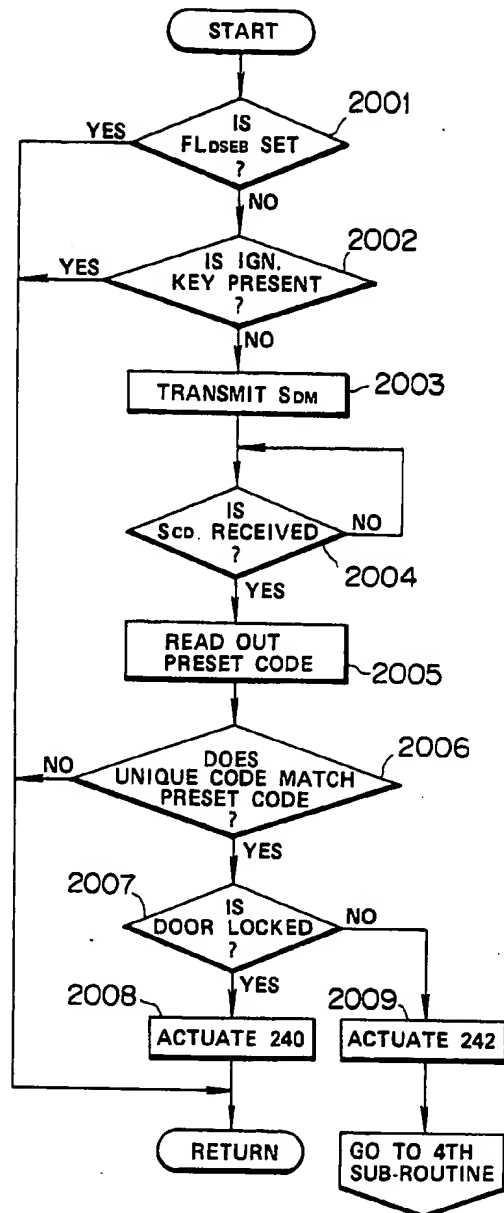 START
2001
YES
IS
FLDSEB SET
?
NO
2002
YES
IS IGN.
KEY PRESENT
?
NO
TRANSMIT SDM
2003
IS
SCD. RECEIVED
?
NO
2004
YES
READ OUT
PRESET CODE
2005
2006
NO
DOES
UNIQUE CODE MATCH
PRESET CODE
?
YES
2007
IS
DOOR LOCKED
?
NO
YES
2008
2009
ACTUATE 240
ACTUATE 242
RETURN
GO TO 4TH
SUB-ROUTINE